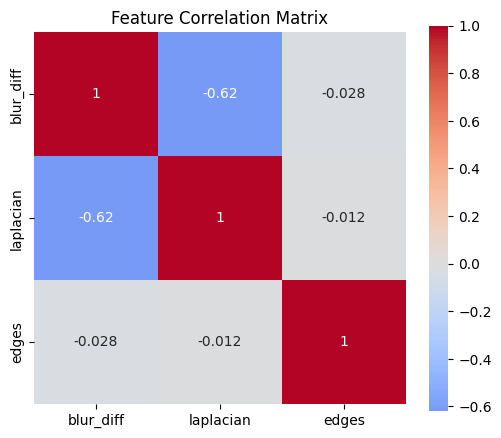 Feature Correlation Matrix
blur_diff
1
-0.62
-0.028
laplacian
-0.62
1
-0.012
edges
-0.028
-0.012
1
blur_diff
laplacian
edges
1.0
0.8
0.6
0.4
0.2
0.0
−0.2
−0.4
−0.6